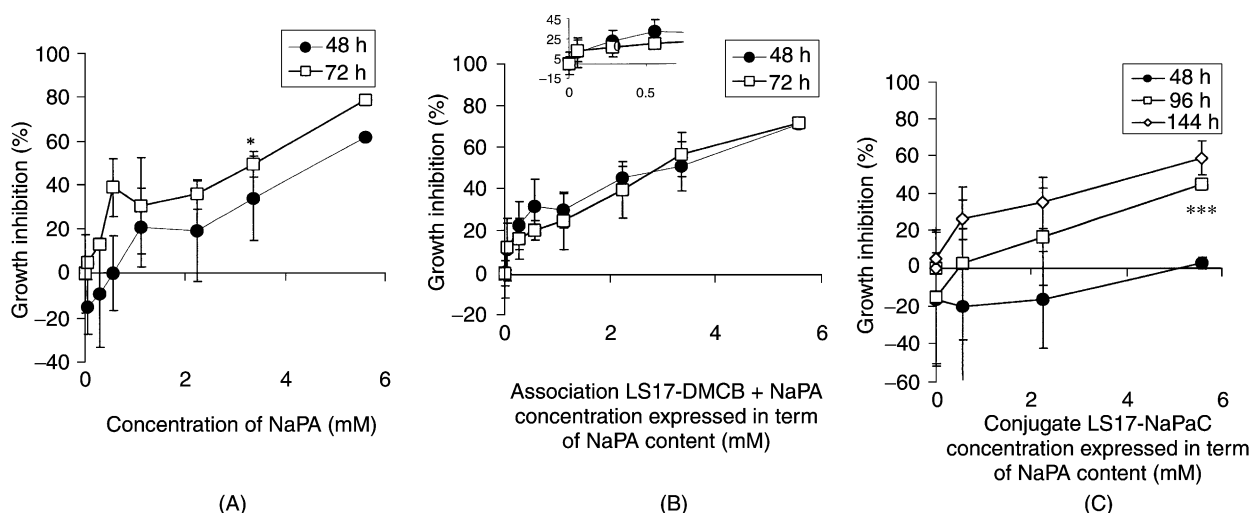 100
80
60
40
20
0
−20
−40
Growth inhibition (%)
48 h
72 h
*
0
2
4
6
Concentration of NaPA (mM)
(A)
45
25
5
−15
0
0.5
100
80
60
40
20
0
−20
Growth inhibition (%)
48 h
72 h
0
2
4
6
Association LS17-DMCB + NaPA
concentration expressed in term
of NaPA content (mM)
(B)
100
80
60
40
20
0
−20
−40
−60
Growth inhibition (%)
48 h
96 h
144 h
***
0
2
4
6
Conjugate LS17-NaPaC
concentration expressed in term
of NaPA content (mM)
(C)